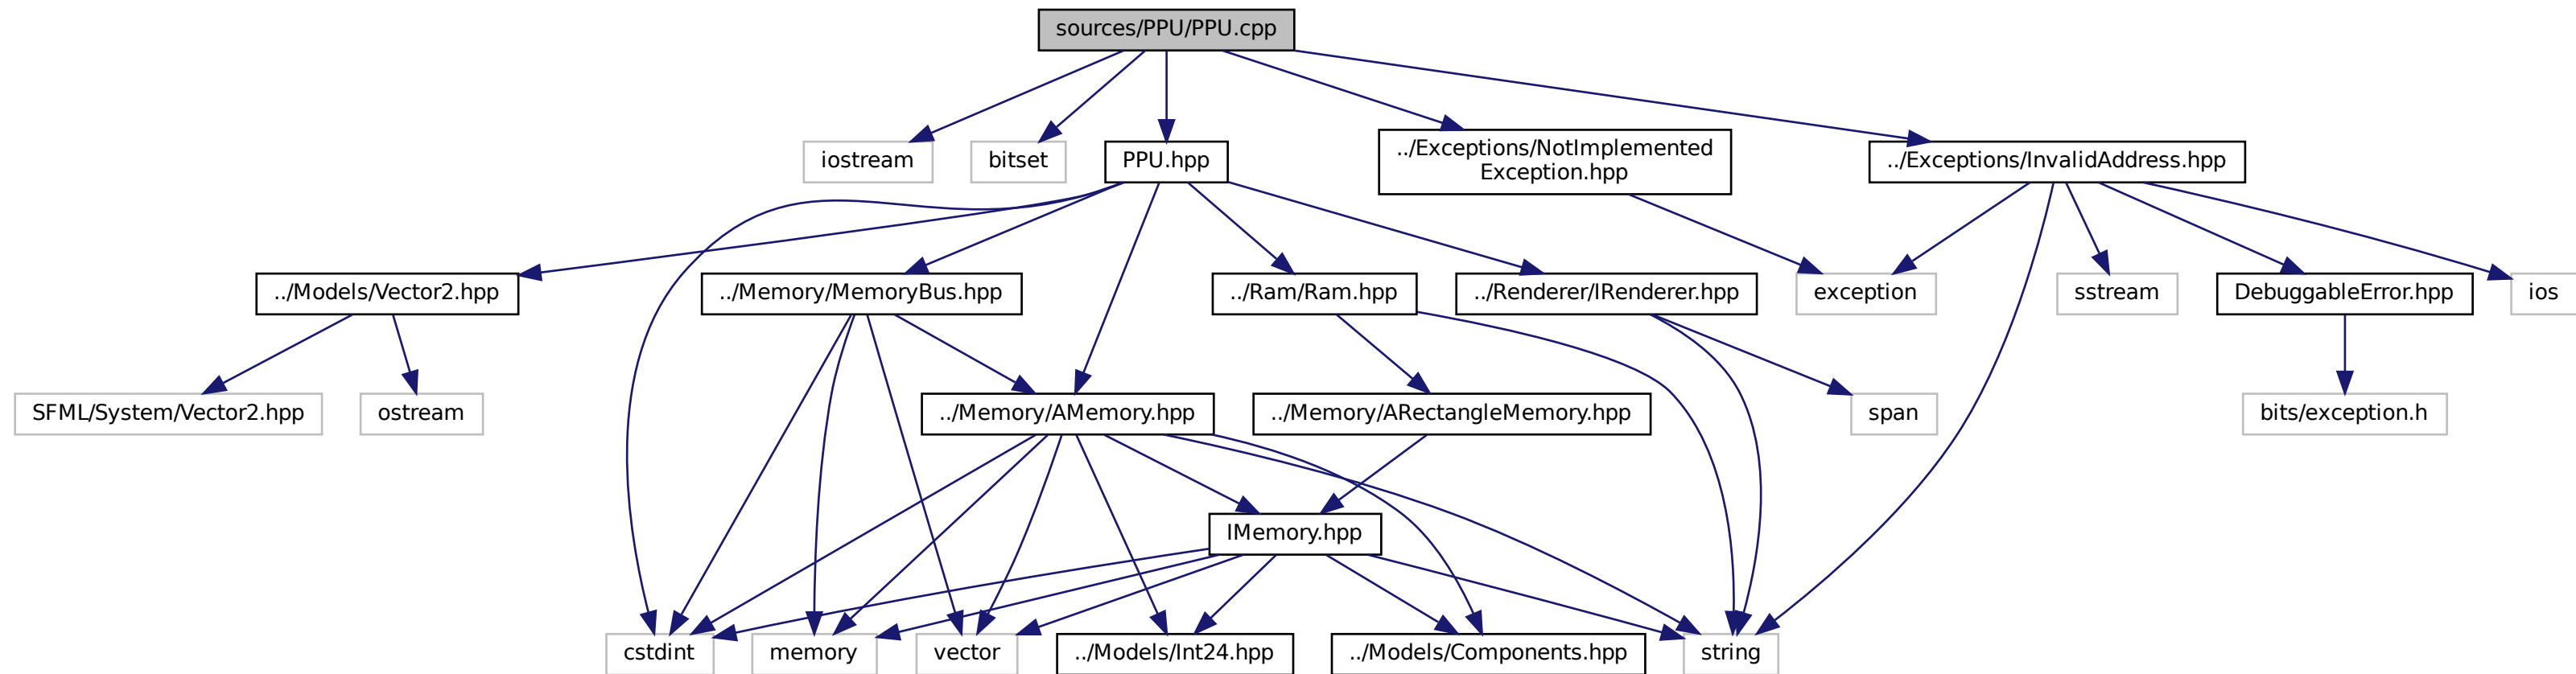 sources/PPU/PPU.cpp
iostream
bitset
PPU.hpp
../Exceptions/NotImplemented
Exception.hpp
../Exceptions/InvalidAddress.hpp
../Models/Vector2.hpp
../Memory/MemoryBus.hpp
../Ram/Ram.hpp
../Renderer/IRenderer.hpp
exception
sstream
DebuggableError.hpp
ios
SFML/System/Vector2.hpp
ostream
../Memory/AMemory.hpp
../Memory/ARectangleMemory.hpp
span
bits/exception.h
IMemory.hpp
cstdint
memory
vector
../Models/Int24.hpp
../Models/Components.hpp
string